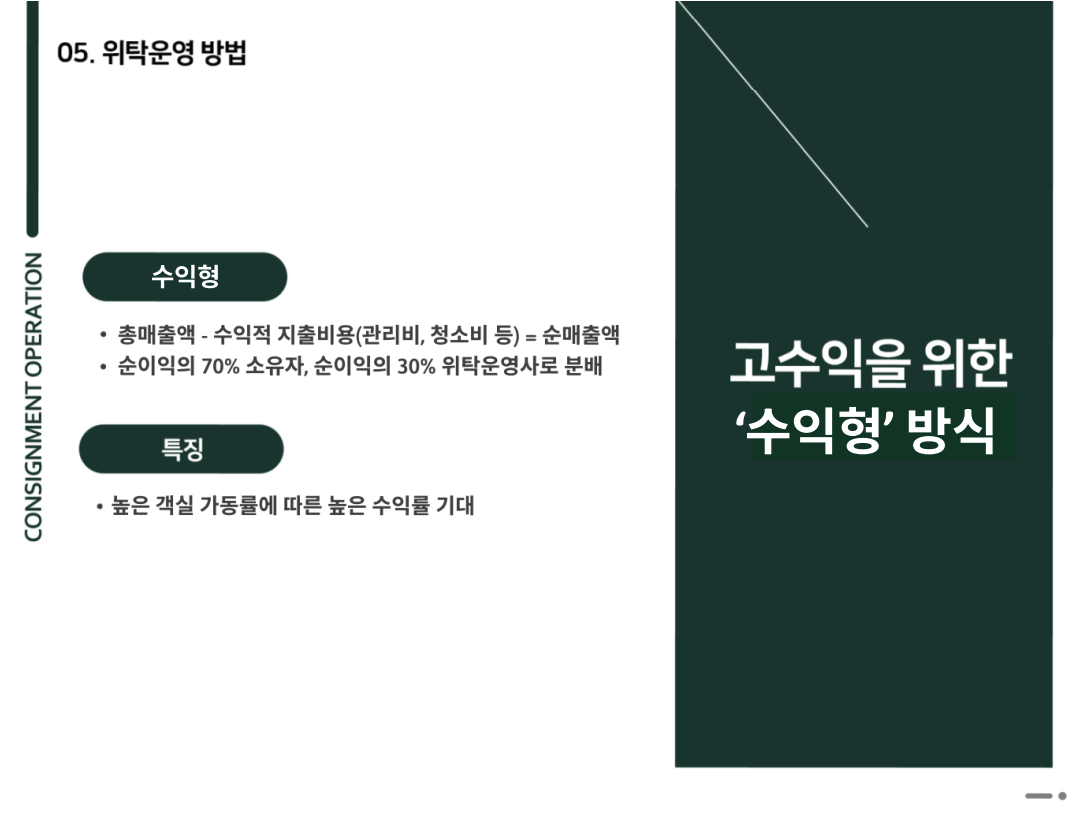 05. 위탁운영 방법
CONSIGNMENT OPERATION
수익형
• 총매출액 - 수익적 지출비용(관리비, 청소비 등) = 순매출액
• 순이익의 70% 소유자, 순이익의 30% 위탁운영사로 분배
특징
• 높은 객실 가동률에 따른 높은 수익률 기대
고수익을 위한
‘수익형’ 방식